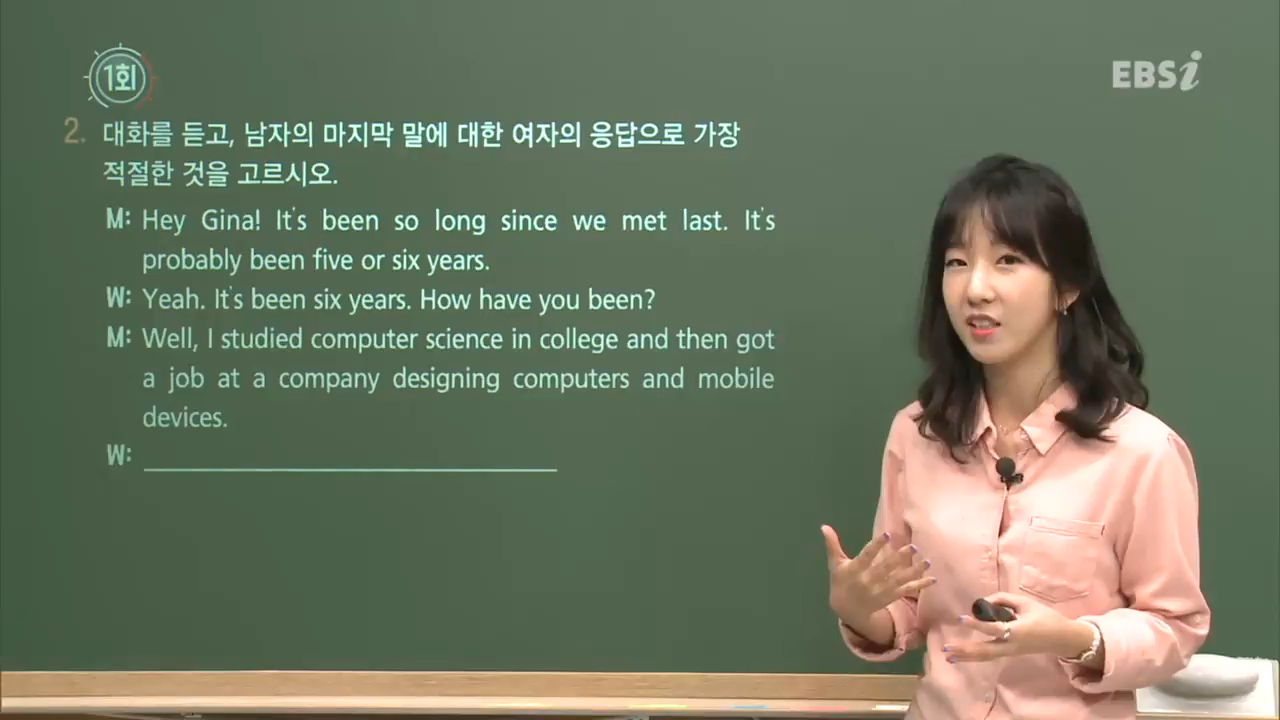 1회
EBSi
2. 대화를 듣고, 남자의 마지막 말에 대한 여자의 응답으로 가장
적절한 것을 고르시오.
M: Hey Gina! It's been so long since we met last. It's
probably been five or six years.
W: Yeah. It's been six years. How have you been?
M: Well, I studied computer science in college and then got
a job at a company designing computers and mobile
devices.
W: